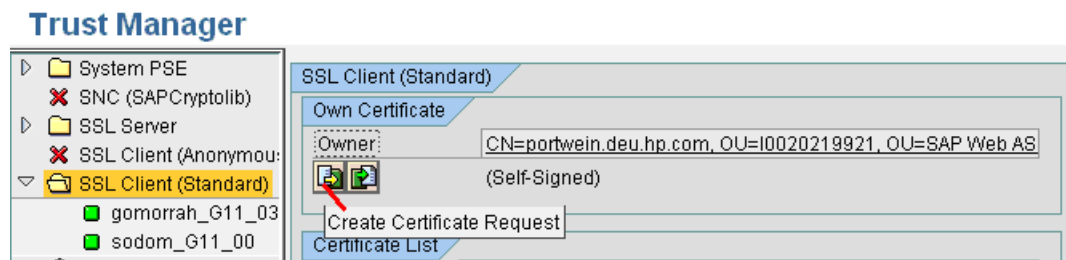 Trust Manager
System PSE
SNC (SAPCryptolib)
SSL Server
SSL Client (Anonymou
SSL Client (Standard)
gomorrah_G11_03
sodom_G11_00
SSL Client (Standard)
Own Certificate
Owner
CN=portwein.deu.hp.com, OU=I0020219921, OU=SAP Web AS
(Self-Signed)
Create Certificate Request
Certificate List